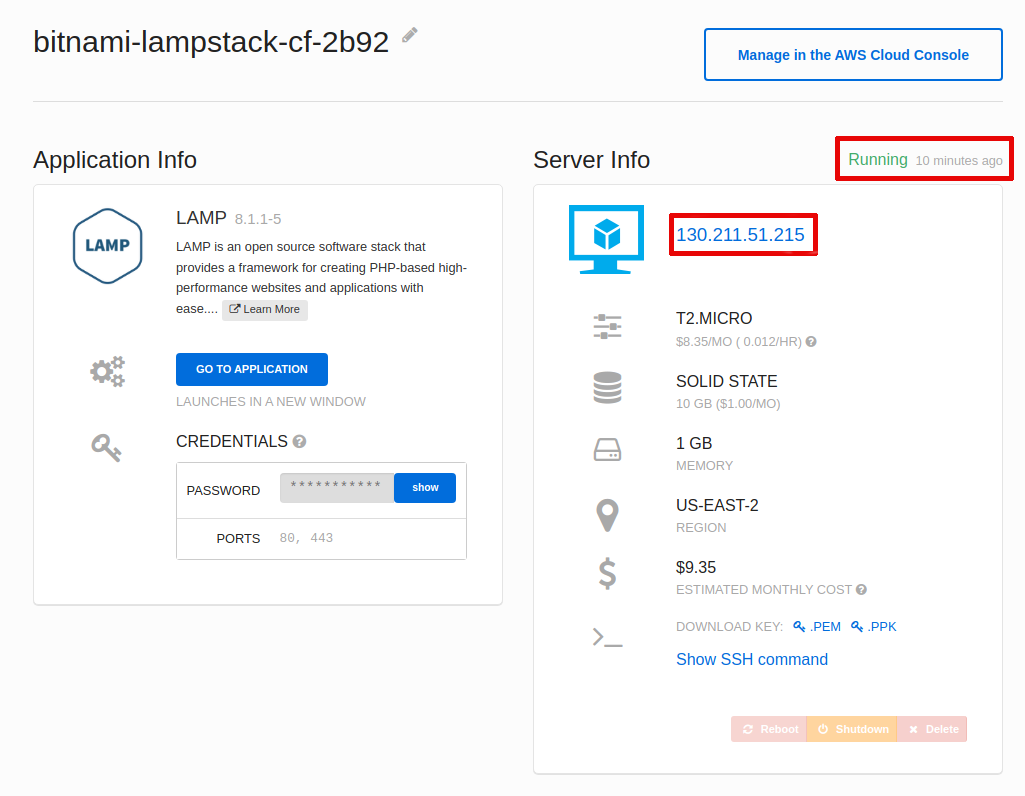 bitnami-lampstack-cf-2b92
Manage in the AWS Cloud Console
Application Info
LAMP
LAMP 8.1.1-5
LAMP is an open source software stack that
provides a framework for creating PHP-based high-
performance websites and applications with
ease.... Learn More
GO TO APPLICATION
LAUNCHES IN A NEW WINDOW
CREDENTIALS ?
PASSWORD *********** show
PORTS 80, 443
Server Info
Running 10 minutes ago
130.211.51.215
T2.MICRO
$8.35/MO ( 0.012/HR) ?
SOLID STATE
10 GB ($1.00/MO)
1 GB
MEMORY
US-EAST-2
REGION
$9.35
ESTIMATED MONTHLY COST ?
DOWNLOAD KEY: .PEM .PPK
Show SSH command
Reboot Shutdown Delete